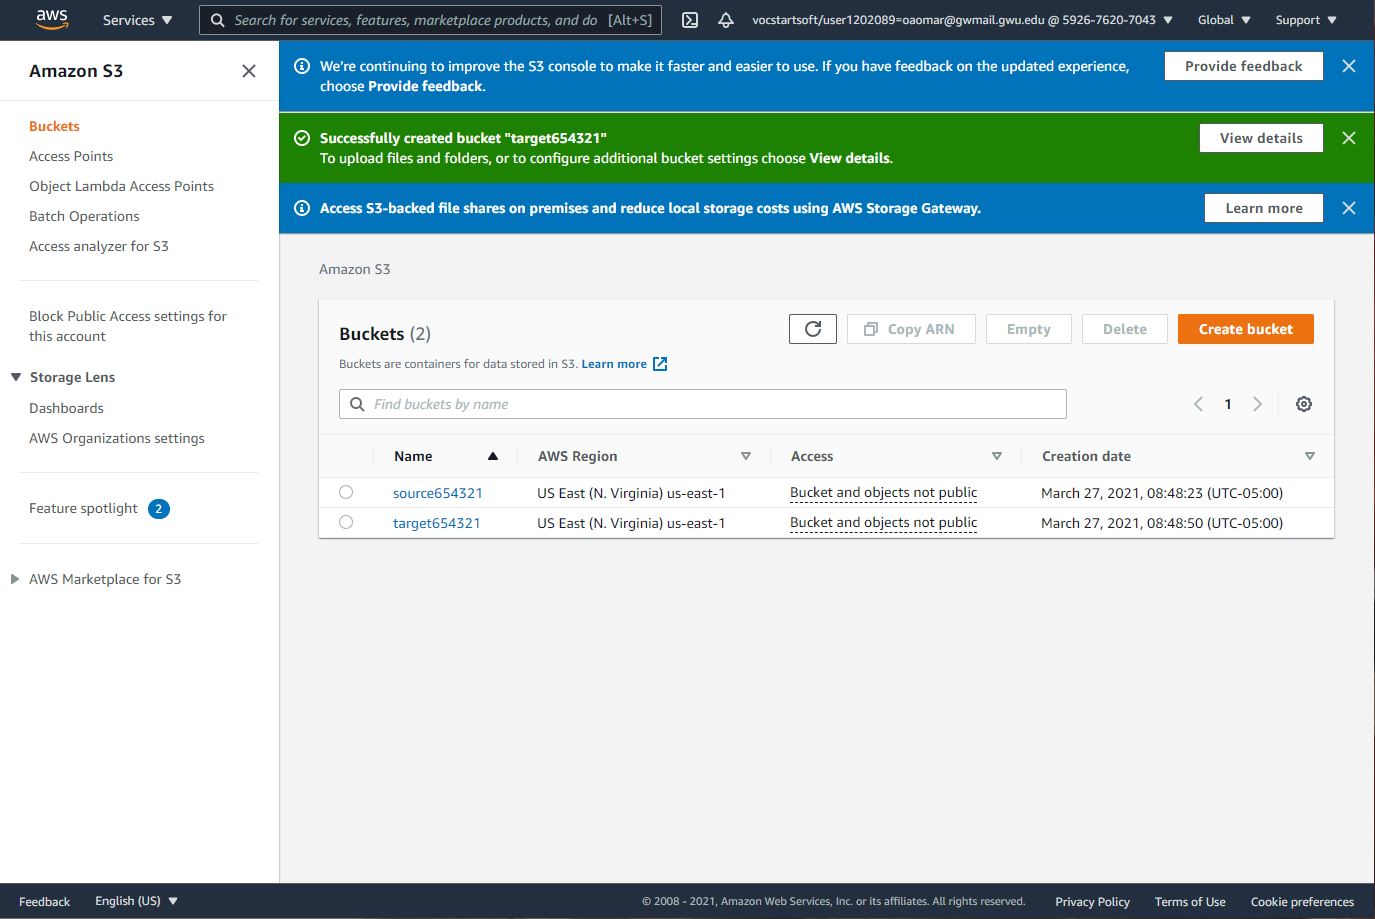 aws
Services
Search for services, features, marketplace products, and do [Alt+S]
vocstartsoft/user1202089=oaomar@gwmail.gwu.edu @ 5926-7620-7043
Global
Support
Amazon S3
Buckets
Access Points
Object Lambda Access Points
Batch Operations
Access analyzer for S3
Block Public Access settings for
this account
Storage Lens
Dashboards
AWS Organizations settings
Feature spotlight 2
AWS Marketplace for S3
We're continuing to improve the S3 console to make it faster and easier to use. If you have feedback on the updated experience,
choose Provide feedback.
Provide feedback
Successfully created bucket "target654321"
To upload files and folders, or to configure additional bucket settings choose View details.
View details
Access S3-backed file shares on premises and reduce local storage costs using AWS Storage Gateway.
Learn more
Amazon S3
Buckets (2)
Copy ARN
Empty
Delete
Create bucket
Buckets are containers for data stored in S3. Learn more
Find buckets by name
1
Name AWS Region Access Creation date
source654321 US East (N. Virginia) us-east-1 Bucket and objects not public March 27, 2021, 08:48:23 (UTC-05:00)
target654321 US East (N. Virginia) us-east-1 Bucket and objects not public March 27, 2021, 08:48:50 (UTC-05:00)
Feedback
English (US)
© 2008 - 2021, Amazon Web Services, Inc. or its affiliates. All rights reserved.
Privacy Policy
Terms of Use
Cookie preferences